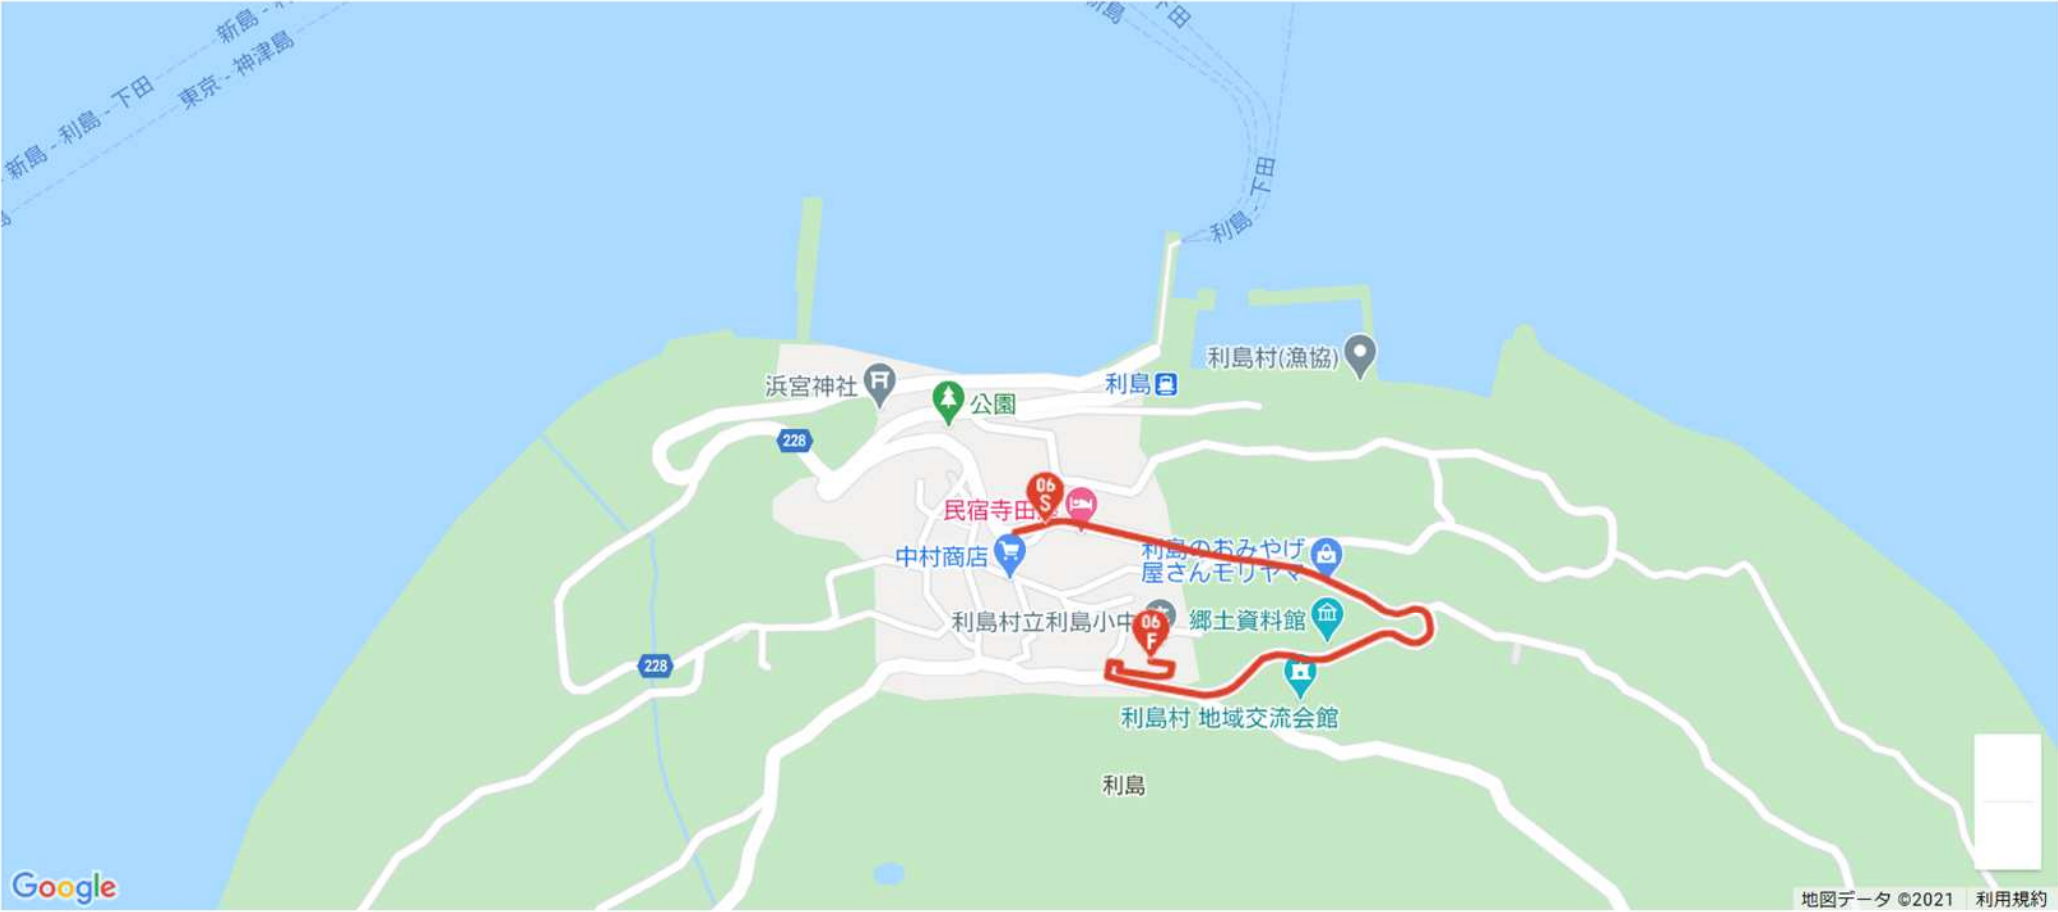 新島
下田
新島 - 利島 - 下田
東京 - 神津島
利島 - 下田
浜宮神社
公園
利島
利島村(漁協)
228
06
S
民宿寺田
中村商店
利島のおみやげ
屋さんモリヤマ
利島村立利島小中
06
F
郷土資料館
228
利島村 地域交流会館
利島
Google
地図データ ©2021
利用規約